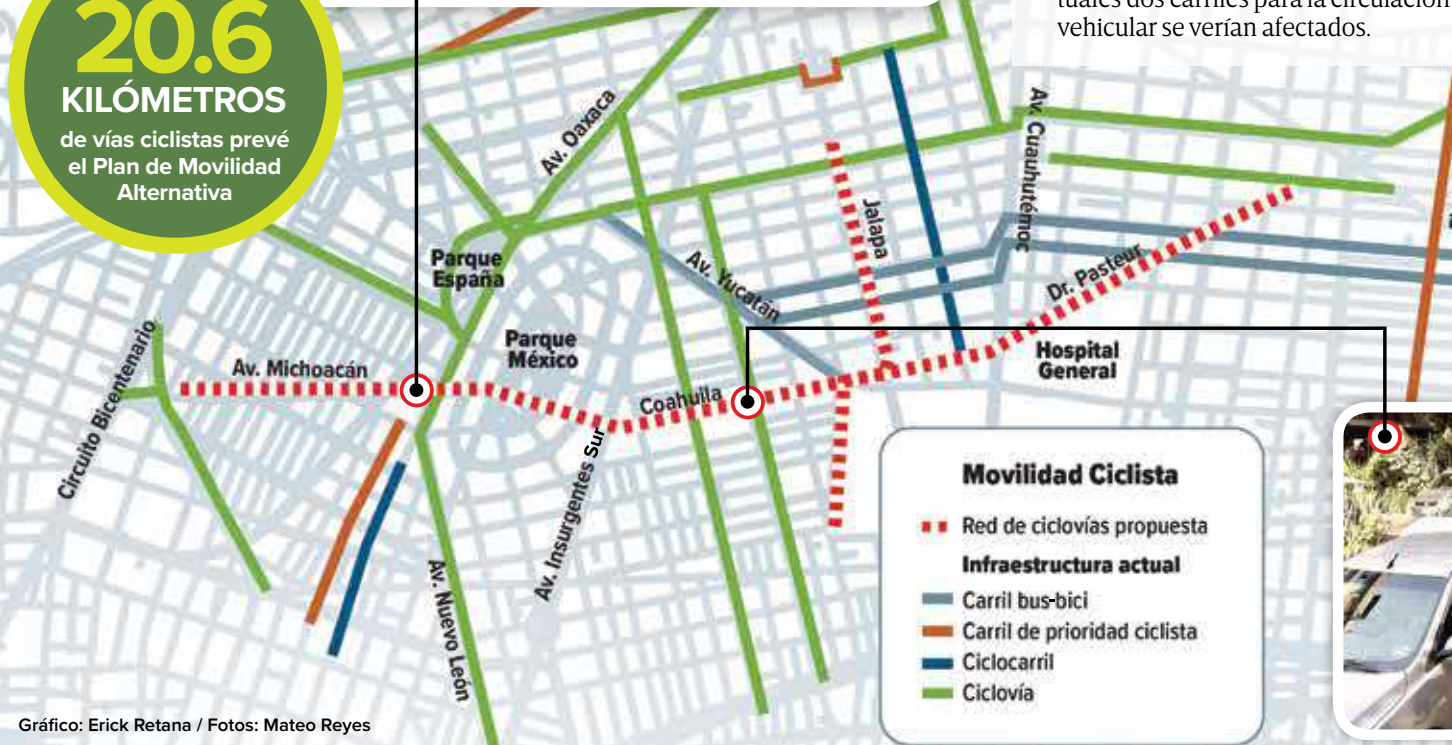 tuales dos carriles para la circulación
vehicular se verían afectados.
20.6
KILÓMETROS
de vías ciclistas prevé
el Plan de Movilidad
Alternativa
Av. Oaxaca
Av. Cuauhutémoc
Jalapa
Parque
España
Av. Yucatán
Dr. Pasteur
Parque
México
Hospital
General
Circuito Bicentenario
Av. Michoacán
Coahuila
Av. Insurgentes Sur
Av. Nuevo León
Movilidad Ciclista
Red de ciclovías propuesta
Infraestructura actual
Carril bus-bici
Carril de prioridad ciclista
Ciclocarril
Ciclovía
Gráfico: Erick Retana / Fotos: Mateo Reyes